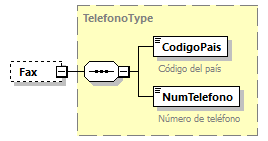 TelefonoType
CodigoPais
Código del país
Fax
NumTelefono
Número de teléfono